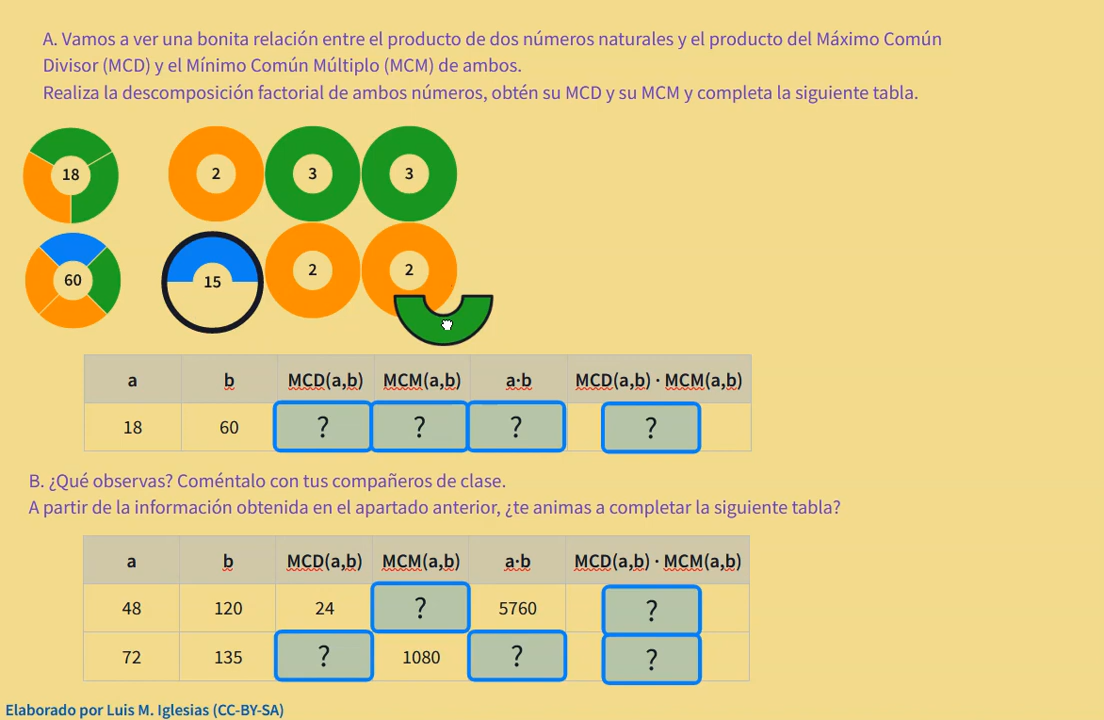 A. Vamos a ver una bonita relación entre el producto de dos números naturales y el producto del Máximo Común
Divisor (MCD) y el Mínimo Común Múltiplo (MCM) de ambos.
Realiza la descomposición factorial de ambos números, obtén su MCD y su MCM y completa la siguiente tabla.
18 2 3 3
60 15 2 2
a b MCD(a,b) MCM(a,b) a·b MCD(a,b) · MCM(a,b)
18 60 ? ? ? ?
B. ¿Qué observas? Coméntalo con tus compañeros de clase.
A partir de la información obtenida en el apartado anterior, ¿te animas a completar la siguiente tabla?
a b MCD(a,b) MCM(a,b) a·b MCD(a,b) · MCM(a,b)
48 120 24 ? 5760 ?
72 135 ? 1080 ? ?
Elaborado por Luis M. Iglesias (CC-BY-SA)